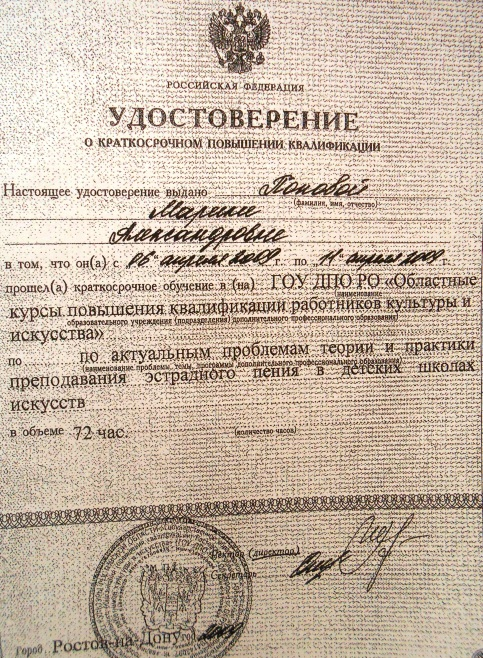 РОССИЙСКАЯ ФЕДЕРАЦИЯ
УДОСТОВЕРЕНИЕ
О КРАТКОСРОЧНОМ ПОВЫШЕНИИ КВАЛИФИКАЦИИ
Настоящее удостоверение выдано Поповой
(фамилия, имя, отчество)
Марине
Александровне
в том, что он(а) с 06 апреля 2009 по 11 апреля 2009.
прошел(а) краткосрочное обучение в (на) ГОУ ДПО РО «Областные
(наименование
курсы повышения квалификации работников культуры и
образовательного учреждения (подразделения) дополнительного профессионального образования)
искусства»
по по актуальным проблемам теории и практики
(наименование проблемы, темы, программы дополнительного профессионального образования)
преподавания эстрадного пения в детских школах
искусств
в объеме 72 час.
(количество часов)
Ректор (директор)
Секретарь
Город Ростов-на-Дону год 2009